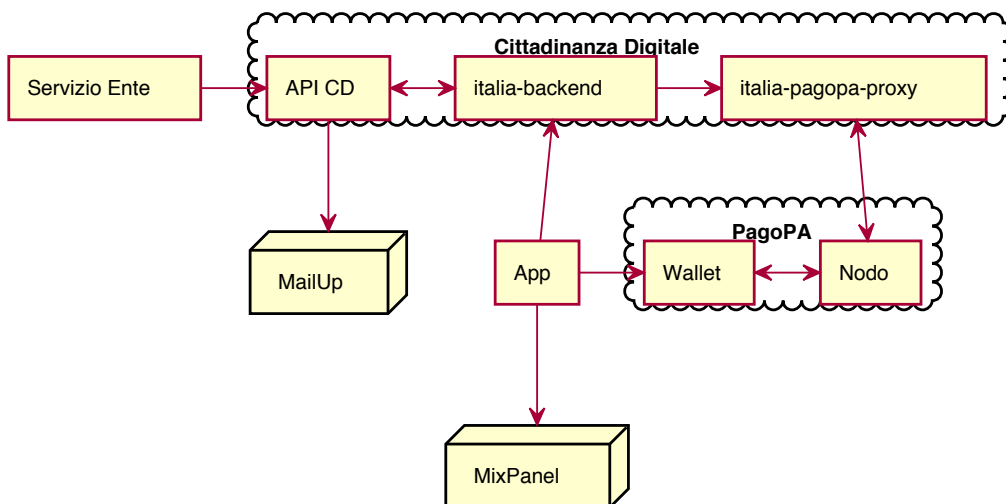 Cittadinanza Digitale
Servizio Ente
API CD
italia-backend
italia-pagopa-proxy
PagoPA
MailUp
App
Wallet
Nodo
MixPanel